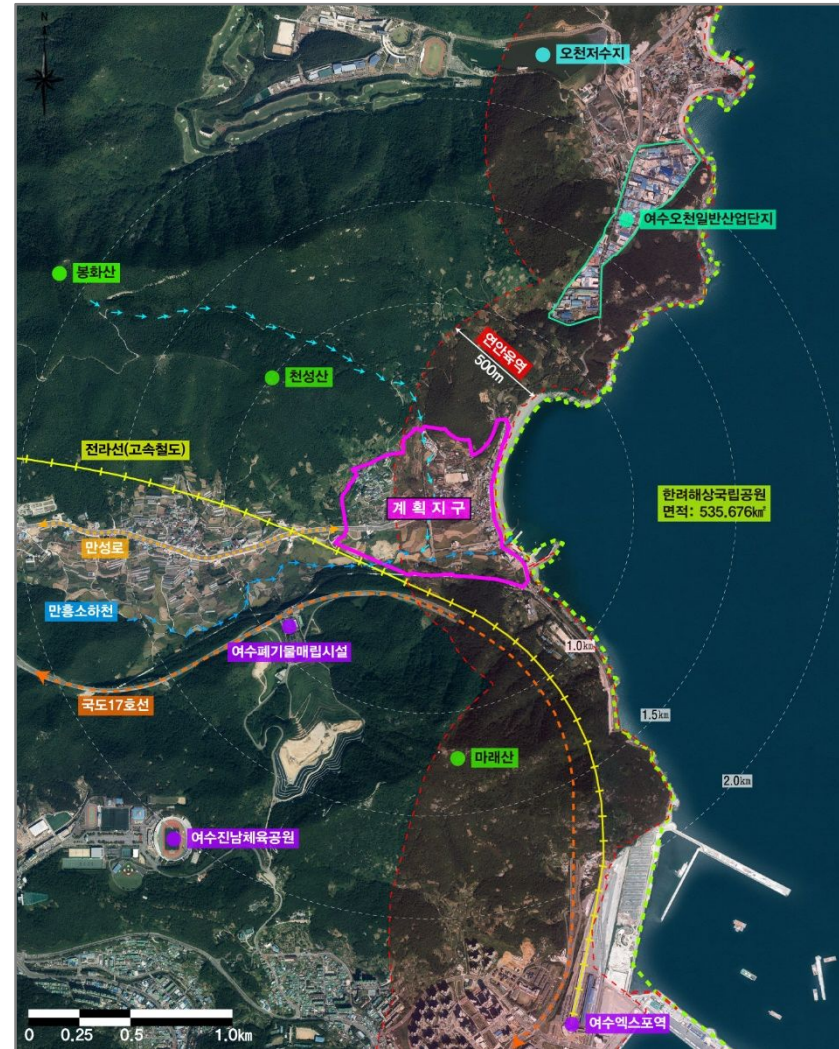 N
오천저수지
여수오천일반산업단지
봉화산
연안육역
500m
천성산
전라선(고속철도)
계획지구
한려해상국립공원
면적: 535.676㎢
만성로
만흥소하천
여수폐기물매립시설
1.0㎞
국도17호선
1.5㎞
마래산
2.0㎞
여수진남체육공원
0 0.25 0.5 1.0km
여수엑스포역